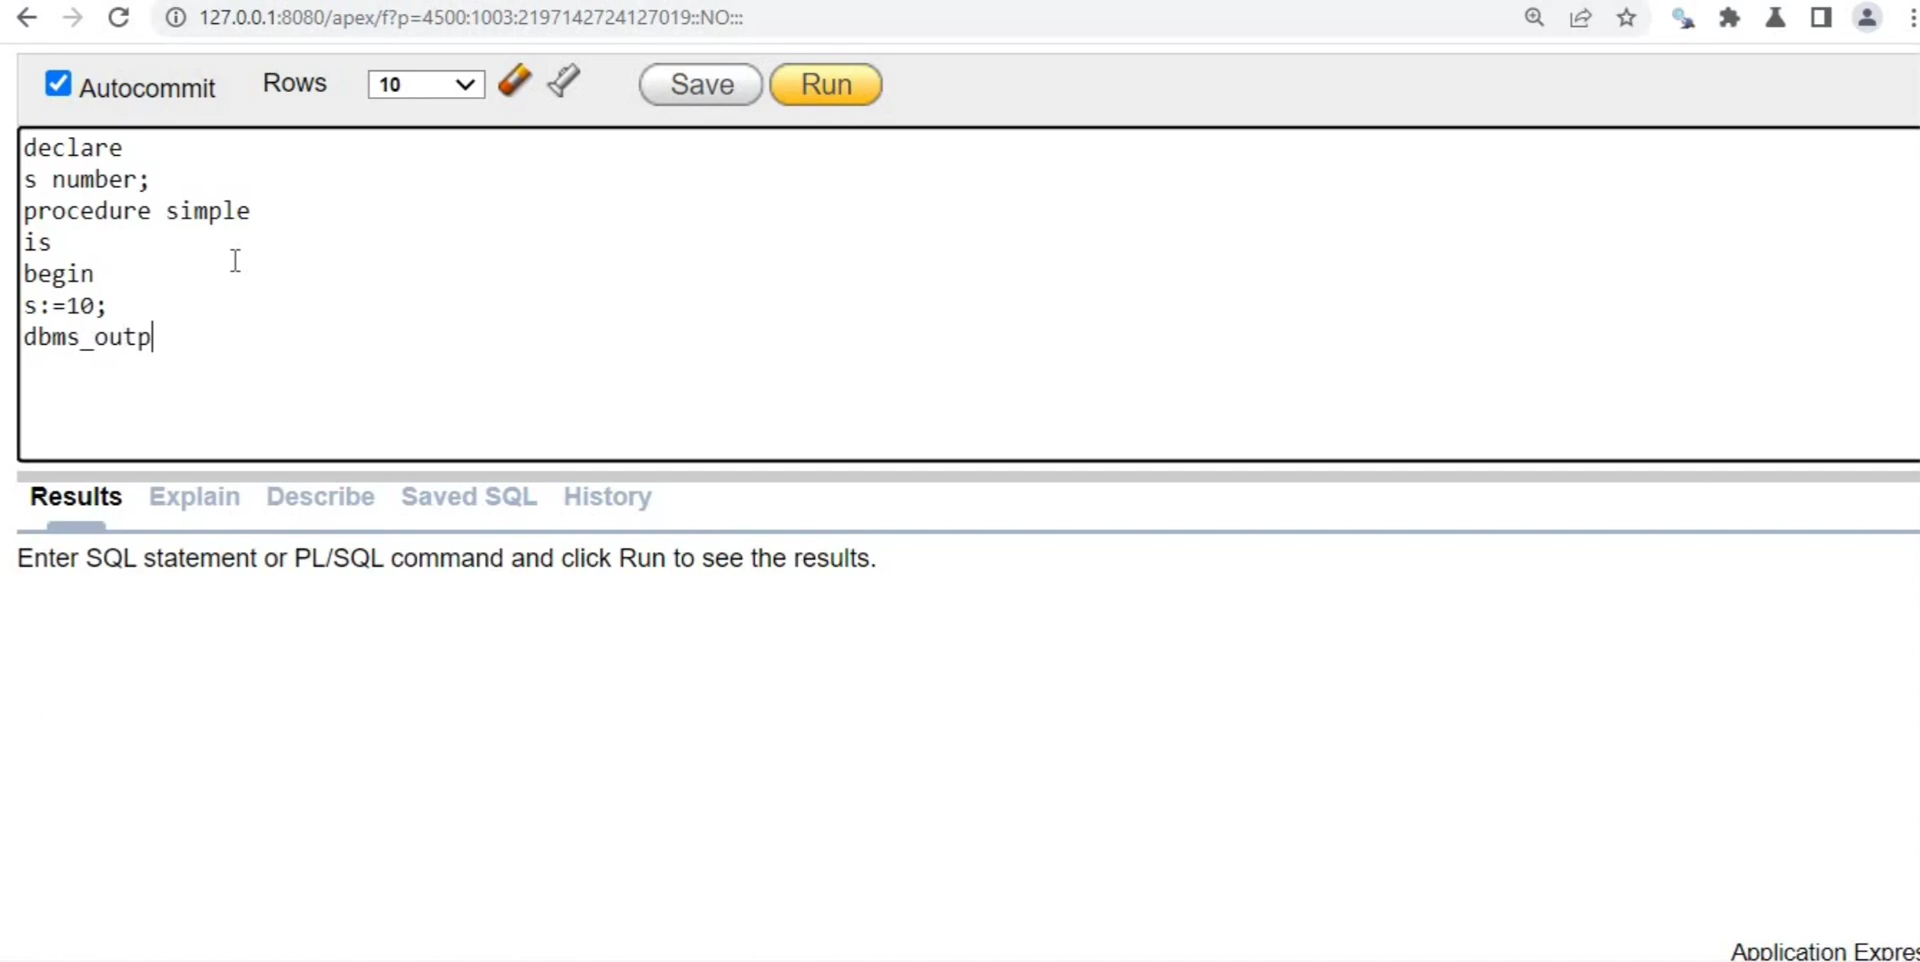 127.0.0.1:8080/apex/f?p=4500:1003:2197142724127019::NO:::
Autocommit Rows 10 Save Run
declare
s number;
procedure simple
is
begin
s:=10;
dbms_outp
Results Explain Describe Saved SQL History
Enter SQL statement or PL/SQL command and click Run to see the results.
Application Expres